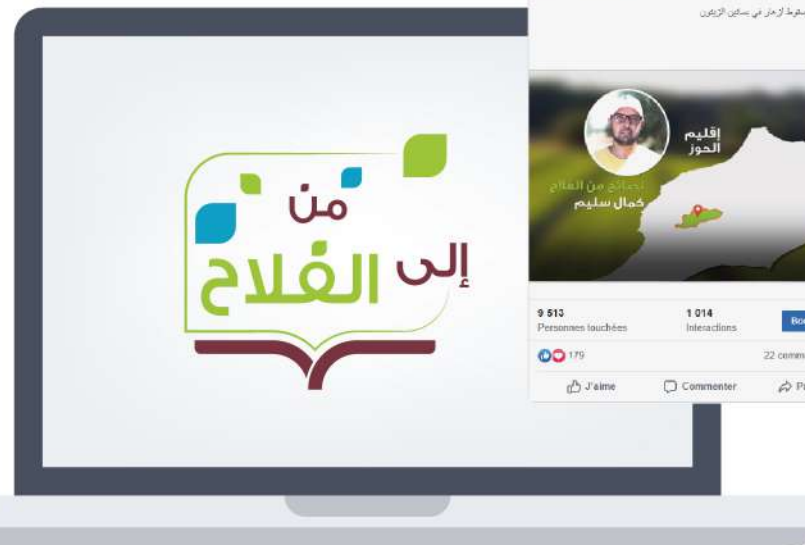 سقوط أزهار في بساتين الزيتون
إقليم
الحوز
نصائح من الفلاح
كمال سليم
من
إلى الفلاح
9 513
Personnes touchées
1 014
Interactions
179
22
J'aime
Commenter